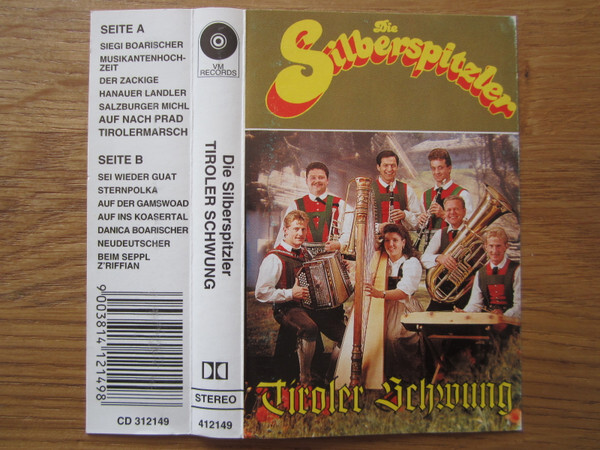 SEITE A
SIEGI BOARISCHER
MUSIKANTENHOCH-
ZEIT
DER ZACKIGE
HANAUER LANDLER
SALZBURGER MICHL
AUF NACH PRAD
TIROLERMARSCH
SEITE B
SEI WIEDER GUAT
STERNPOLKA
AUF DER GAMSWOAD
AUF INS KOASERTAL
DANICA BOARISCHER
NEUDEUTSCHER
BEIM SEPPL
Z'RIFFIAN
9003814121498
CD 312149
VM
RECORDS
Die Silberspitzler
TIROLER SCHWUNG
STEREO
412149
Die
Silberspitzler
Tiroler Schwung